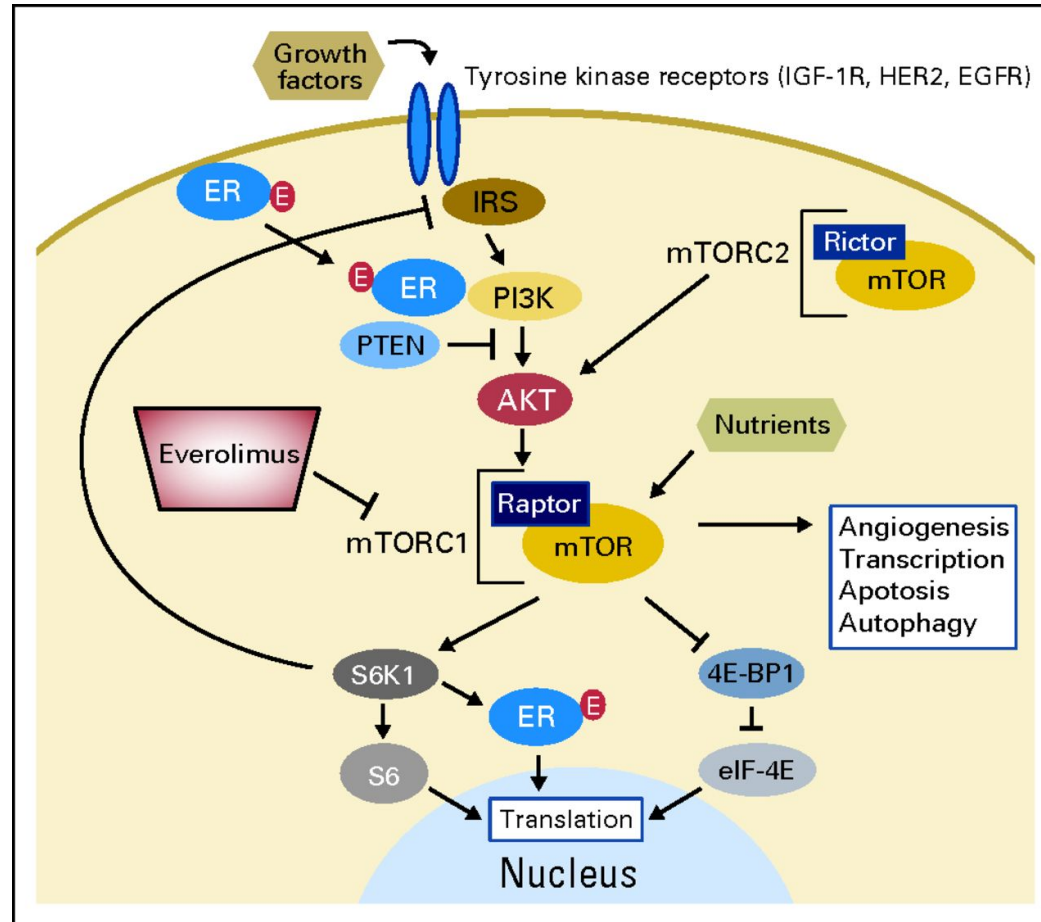 Growth
factors
Tyrosine kinase receptors (IGF-1R, HER2, EGFR)
ER
E
IRS
mTORC2
Rictor
mTOR
E
ER
PI3K
PTEN
AKT
Nutrients
Everolimus
Raptor
mTORC1
mTOR
Angiogenesis
Transcription
Apotosis
Autophagy
S6K1
4E-BP1
ER
E
S6
eIF-4E
Translation
Nucleus